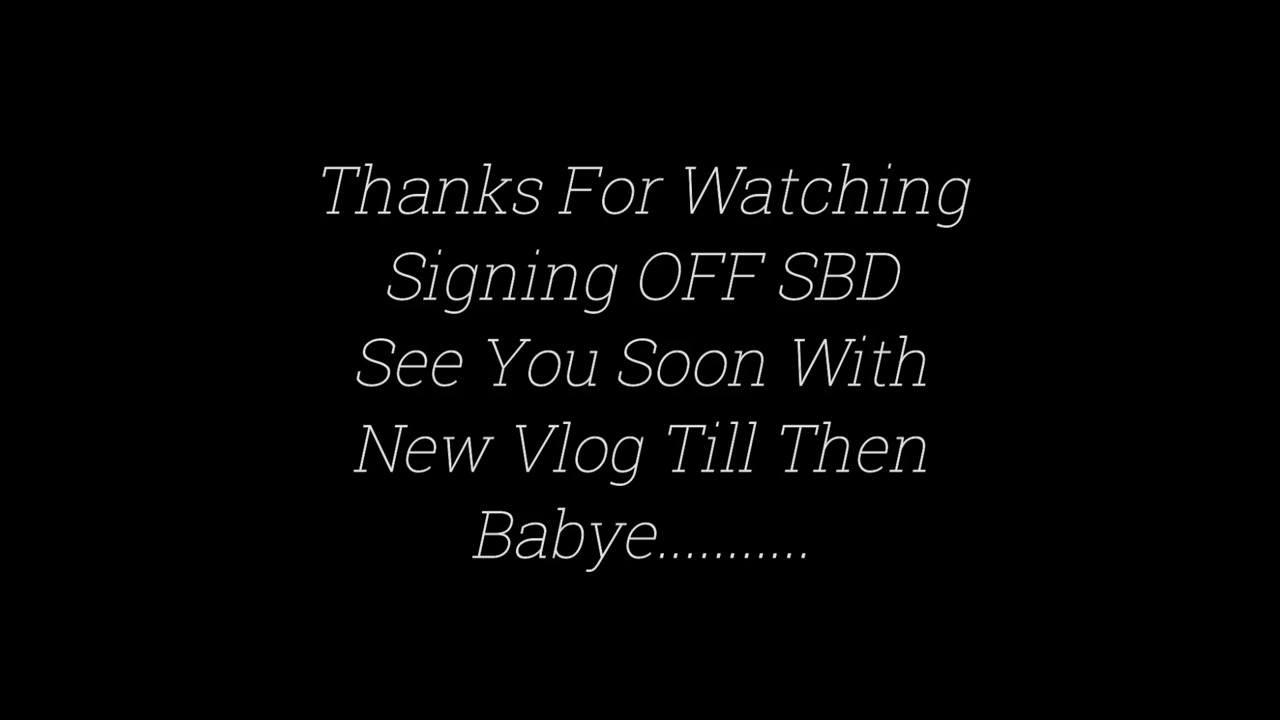 Thanks For Watching
Signing OFF SBD
See You Soon With
New Vlog Till Then
Babye...........